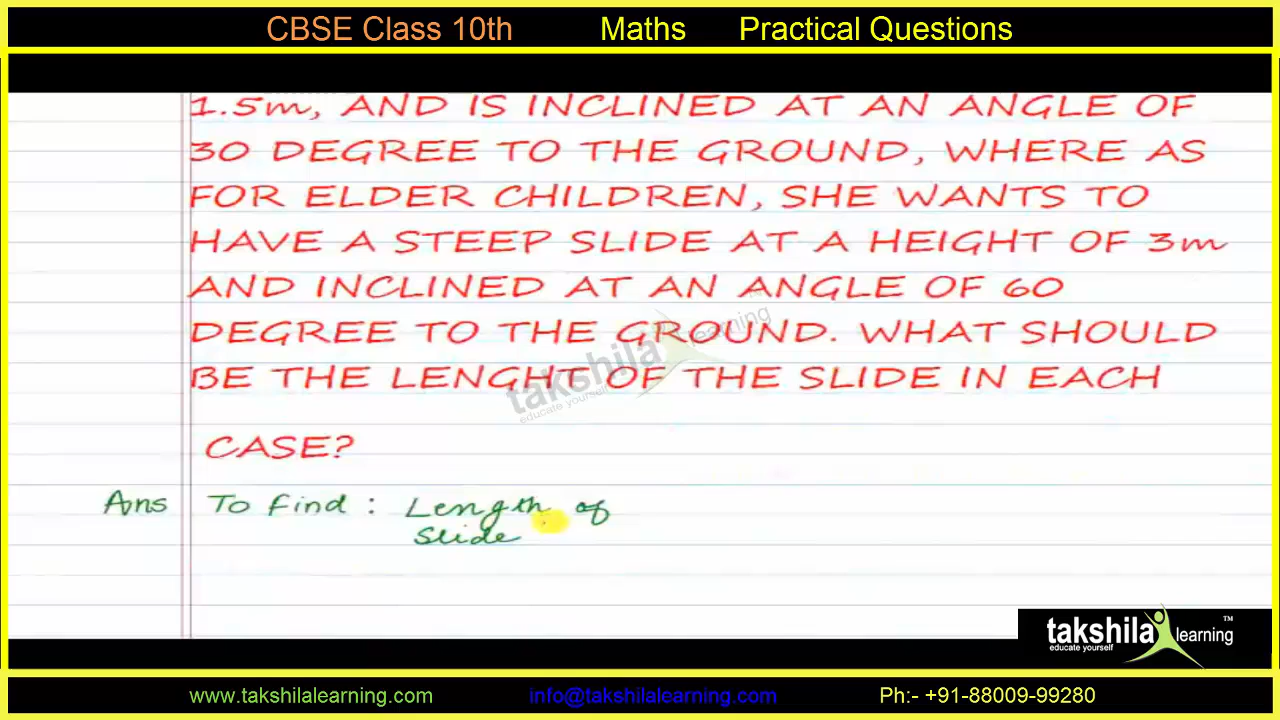 CBSE Class 10th Maths Practical Questions
1.5m, AND IS INCLINED AT AN ANGLE OF
30 DEGREE TO THE GROUND, WHERE AS
FOR ELDER CHILDREN, SHE WANTS TO
HAVE A STEEP SLIDE AT A HEIGHT OF 3m
AND INCLINED AT AN ANGLE OF 60
DEGREE TO THE GROUND. WHAT SHOULD
BE THE LENGHT OF THE SLIDE IN EACH
CASE?
takshila learning
educate yourself
Ans To find : Length of
Slide
takshila learning™
educate yourself
www.takshilalearning.com info@takshilalearning.com Ph:- +91-88009-99280